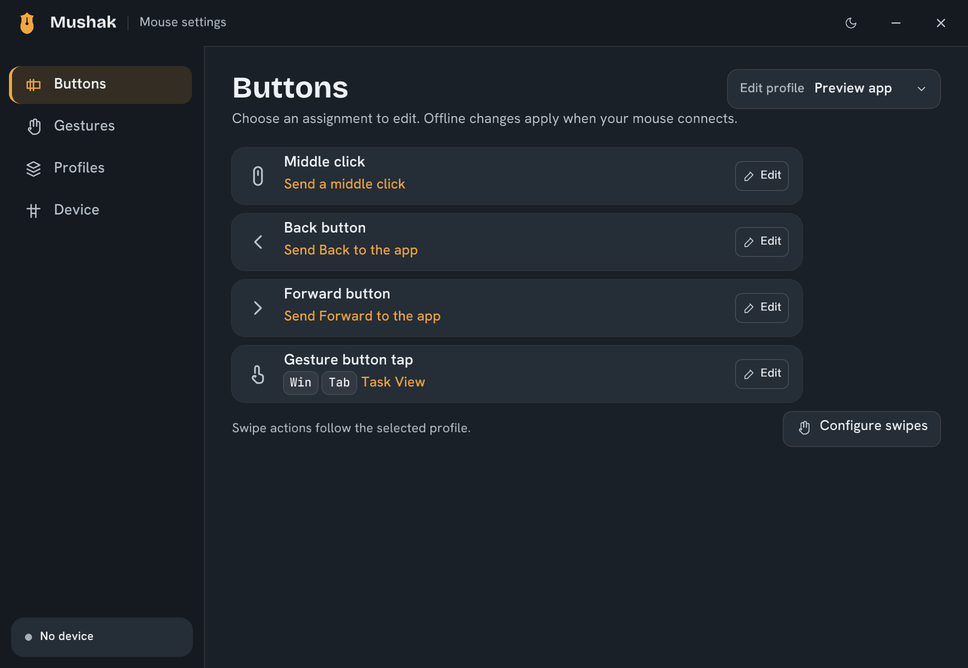 Mushak
Mouse settings
Buttons
Gestures
Profiles
Device
Buttons
Edit profile Preview app
Choose an assignment to edit. Offline changes apply when your mouse connects.
Middle click
Send a middle click
Edit
Back button
Send Back to the app
Edit
Forward button
Send Forward to the app
Edit
Gesture button tap
Win Tab Task View
Edit
Swipe actions follow the selected profile.
Configure swipes
No device